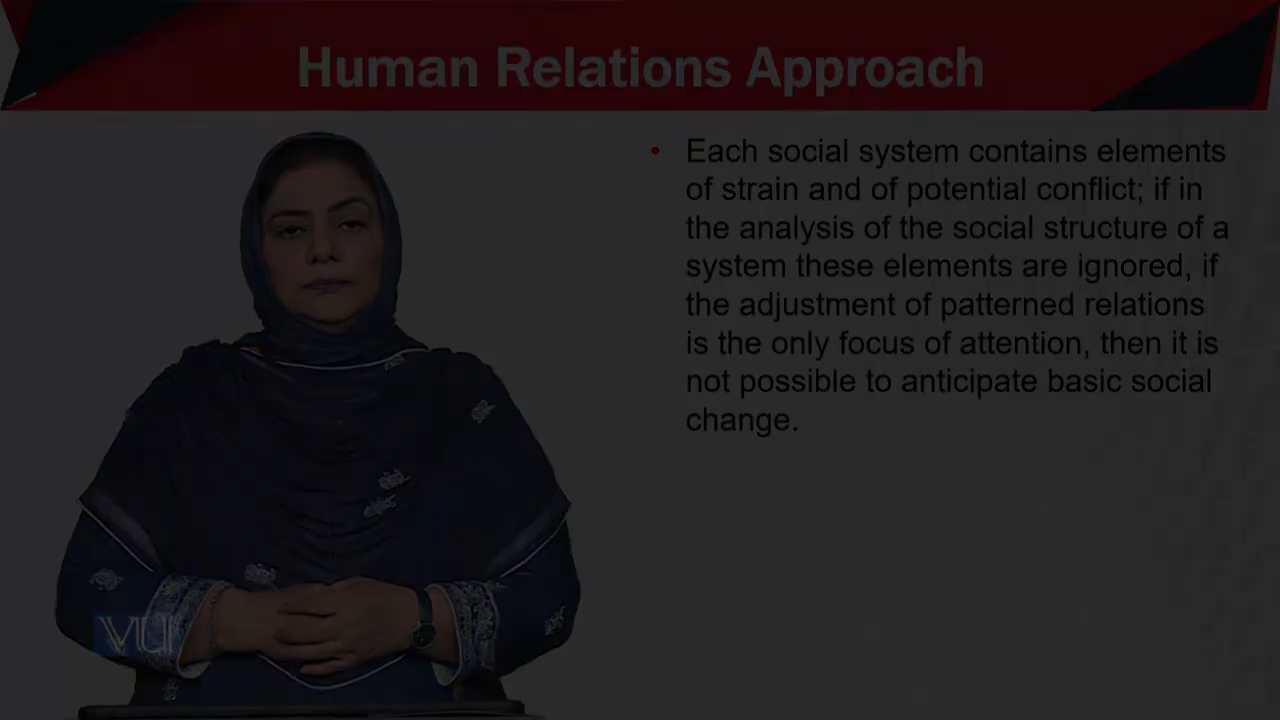 Human Relations Approach
• Each social system contains elements
of strain and of potential conflict; if in
the analysis of the social structure of a
system these elements are ignored, if
the adjustment of patterned relations
is the only focus of attention, then it is
not possible to anticipate basic social
change.
VU